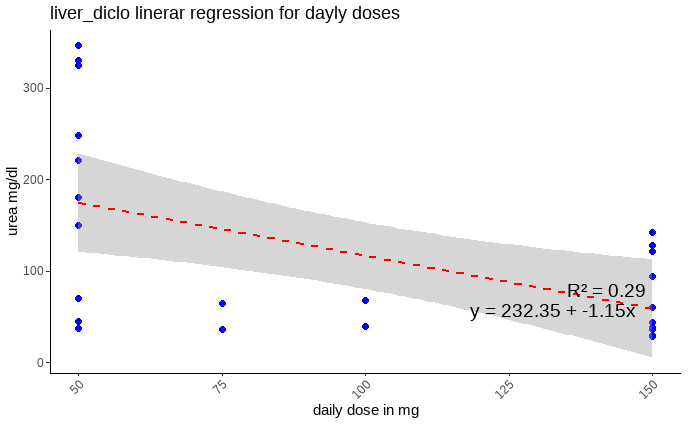 liver_diclo linerar regression for dayly doses
urea mg/dl
300
200
100
0
R² = 0.29
y = 232.35 + -1.15x
50
75
100
125
150
daily dose in mg